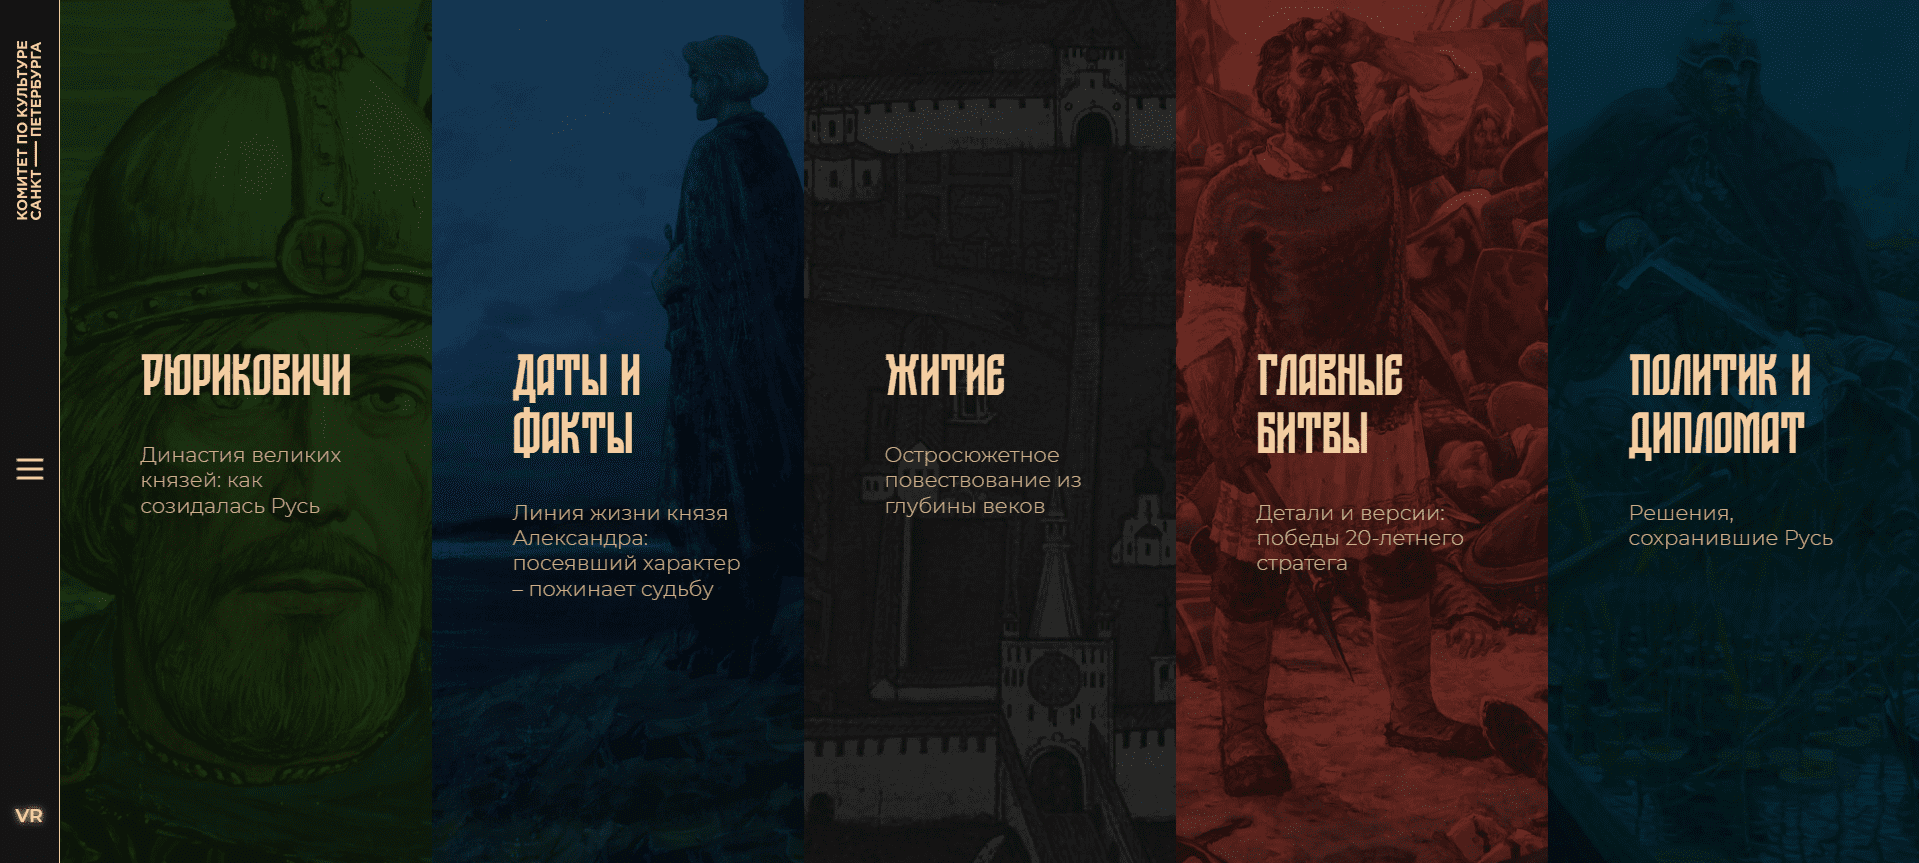 КОМИТЕТ ПО КУЛЬТУРЕ
САНКТ — ПЕТЕРБУРГА
VR
РЮРИКОВИЧИ
Династия великих
князей: как
созидалась Русь
ДАТЫ И
ФАКТЫ
Линия жизни князя
Александра:
посеявший характер
– пожинает судьбу
ЖИТИЕ
Остросюжетное
повествование из
глубины веков
ГЛАВНЫЕ
БИТВЫ
Детали и версии:
победы 20-летнего
стратега
ПОЛИТИК И
ДИПЛОМАТ
Решения,
сохранившие Русь